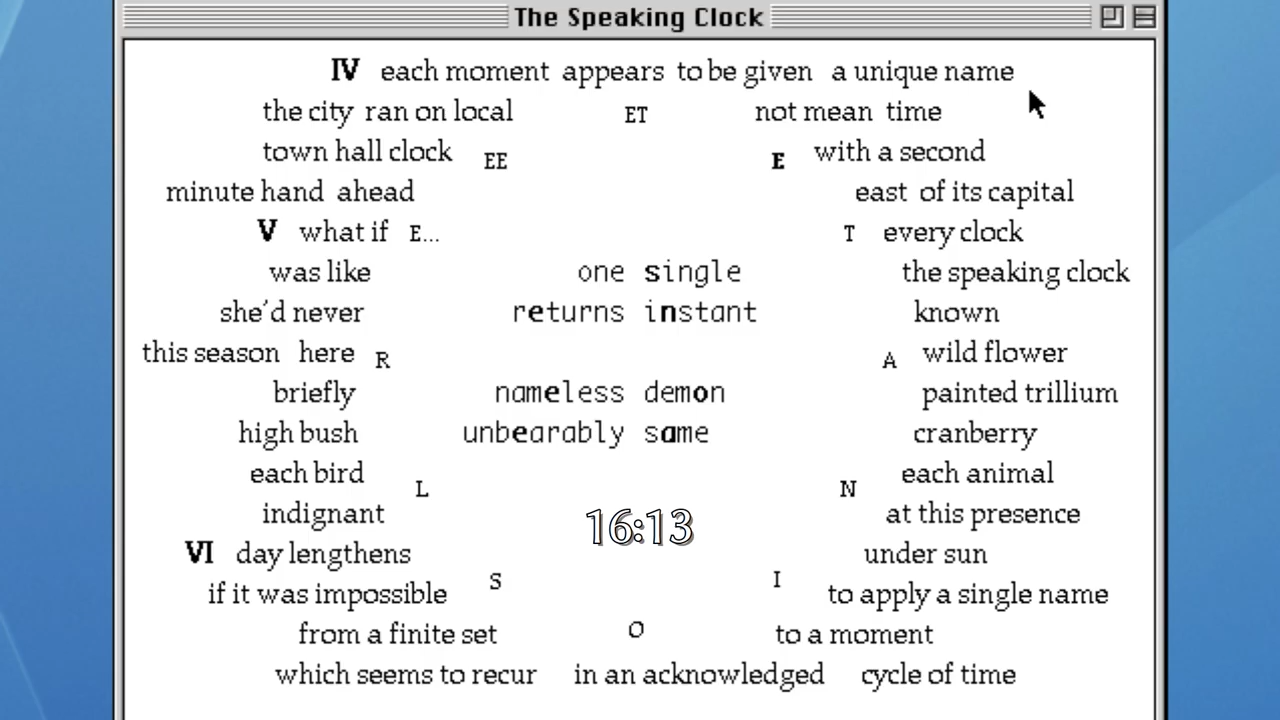 The Speaking Clock
IV each moment appears to be given a unique name
the city ran on local ET not mean time
town hall clock EE E with a second
minute hand ahead east of its capital
V what if E... T every clock
was like one single the speaking clock
she'd never returns instant known
this season here R A wild flower
briefly nameless demon painted trillium
high bush unbearably same cranberry
each bird each animal
L N
indignant 16:13 at this presence
VI day lengthens under sun
if it was impossible S I to apply a single name
from a finite set O to a moment
which seems to recur in an acknowledged cycle of time